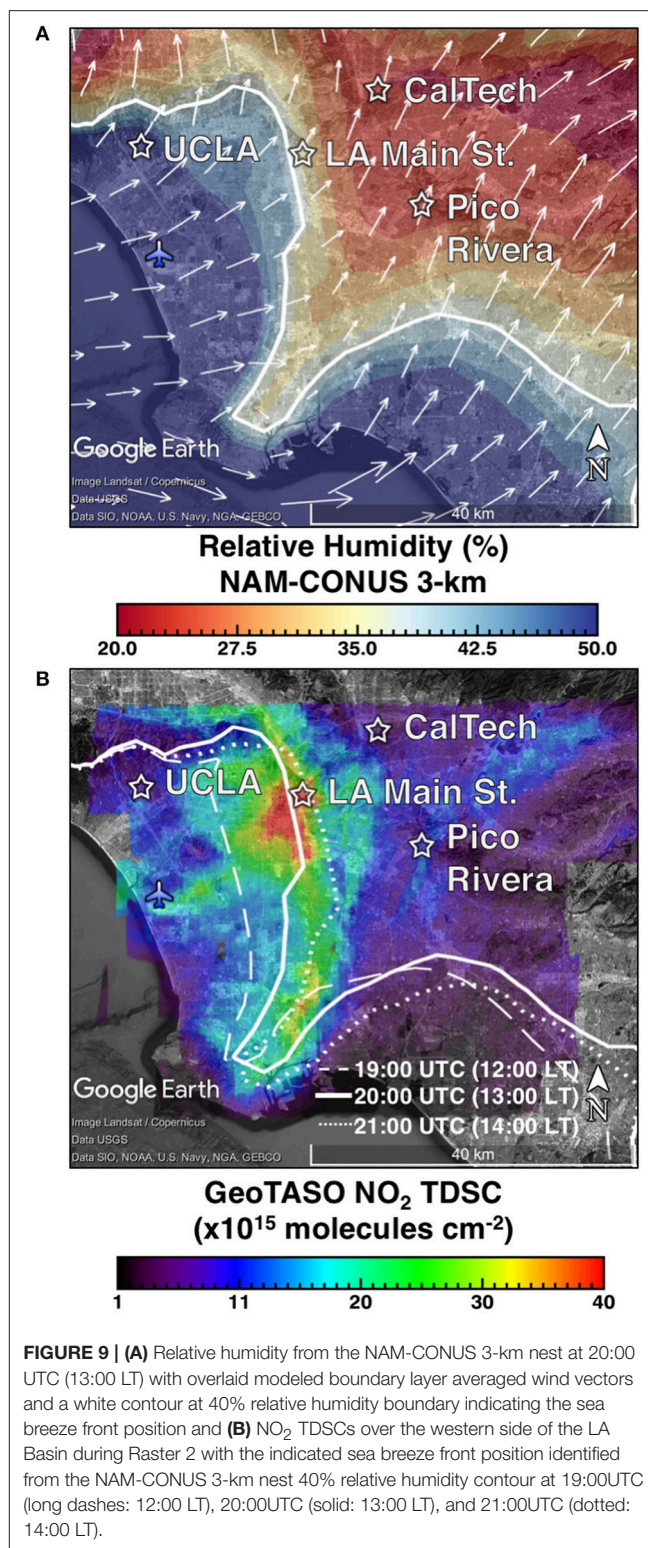 A
CalTech
UCLA
LA Main St.
Pico
Rivera
Google Earth
N
Image Landsat / Copernicus
Data USGS
Data SIO, NOAA, U.S. Navy, NGA, GEBCO
40 km
Relative Humidity (%)
NAM-CONUS 3-km
20.0 27.5 35.0 42.5 50.0
B
CalTech
UCLA
LA Main St.
Pico
Rivera
19:00 UTC (12:00 LT)
20:00 UTC (13:00 LT)
21:00 UTC (14:00 LT)
Google Earth
N
Image Landsat / Copernicus
Data USGS
Data SIO, NOAA, U.S. Navy, NGA, GEBCO
40 km
GeoTASO NO₂ TDSC
(x10¹⁵ molecules cm⁻²)
1 11 20 30 40
FIGURE 9 | (A) Relative humidity from the NAM-CONUS 3-km nest at 20:00
UTC (13:00 LT) with overlaid modeled boundary layer averaged wind vectors
and a white contour at 40% relative humidity boundary indicating the sea
breeze front position and (B) NO₂ TDSCs over the western side of the LA
Basin during Raster 2 with the indicated sea breeze front position identified
from the NAM-CONUS 3-km nest 40% relative humidity contour at 19:00UTC
(long dashes: 12:00 LT), 20:00UTC (solid: 13:00 LT), and 21:00UTC (dotted:
14:00 LT).